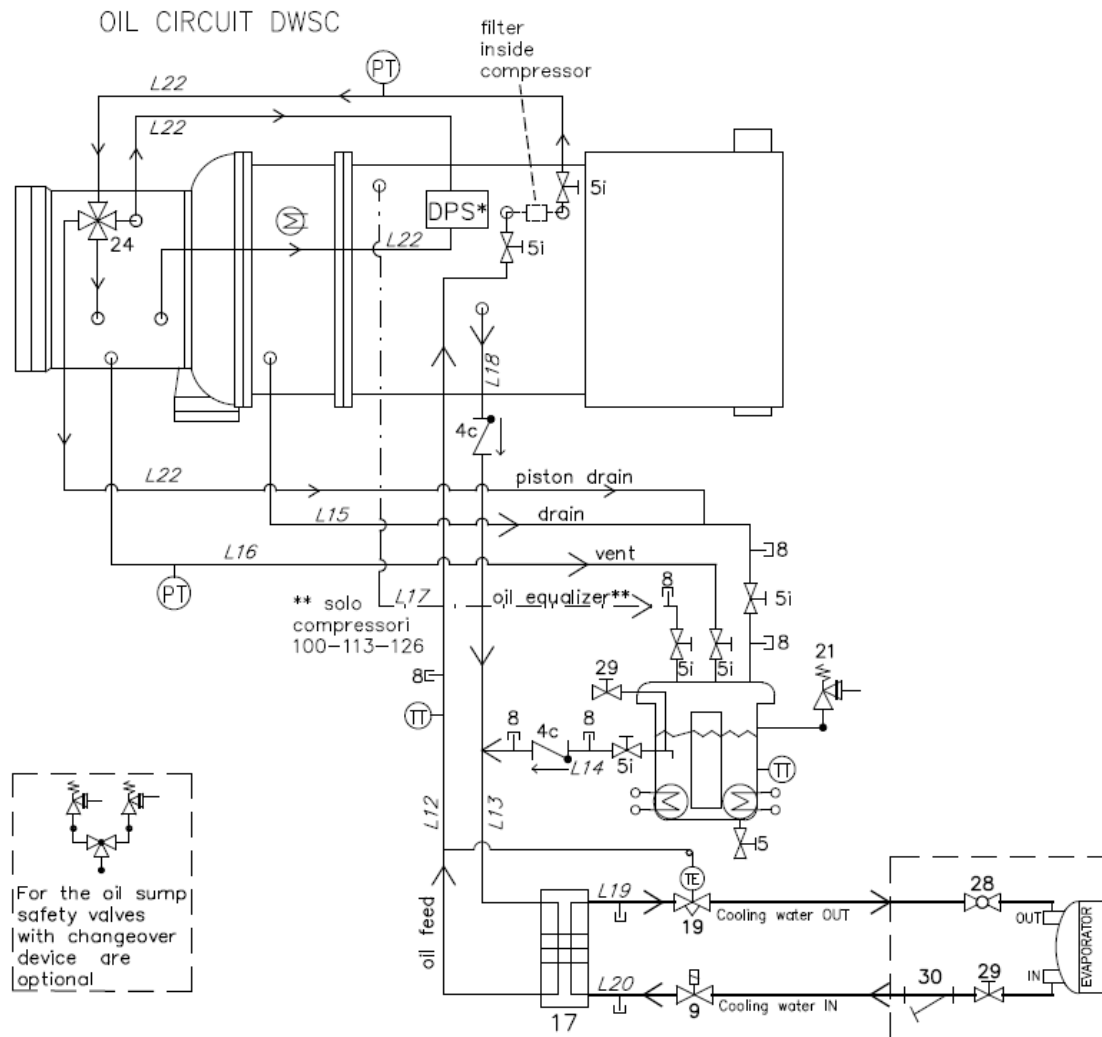 OIL CIRCUIT DWSC
filter
inside
compressor
PT
L22
L22
5i
DPS*
24
L22
5i
L18
4c
L22
piston drain
L15
drain
L16
vent
8
PT
8
5i
L17
oil equalizer**
** solo
compressori
100-113-126
8
5i
5i
21
8
29
TT
8
4c
8
L14
5i
TT
L12
L13
5
For the oil sump
safety valves
with changeover
device are
optional
oil feed
TE
L19
28
19
Cooling water OUT
OUT
EVAPORATOR
IN
L20
30
29
9
Cooling water IN
17